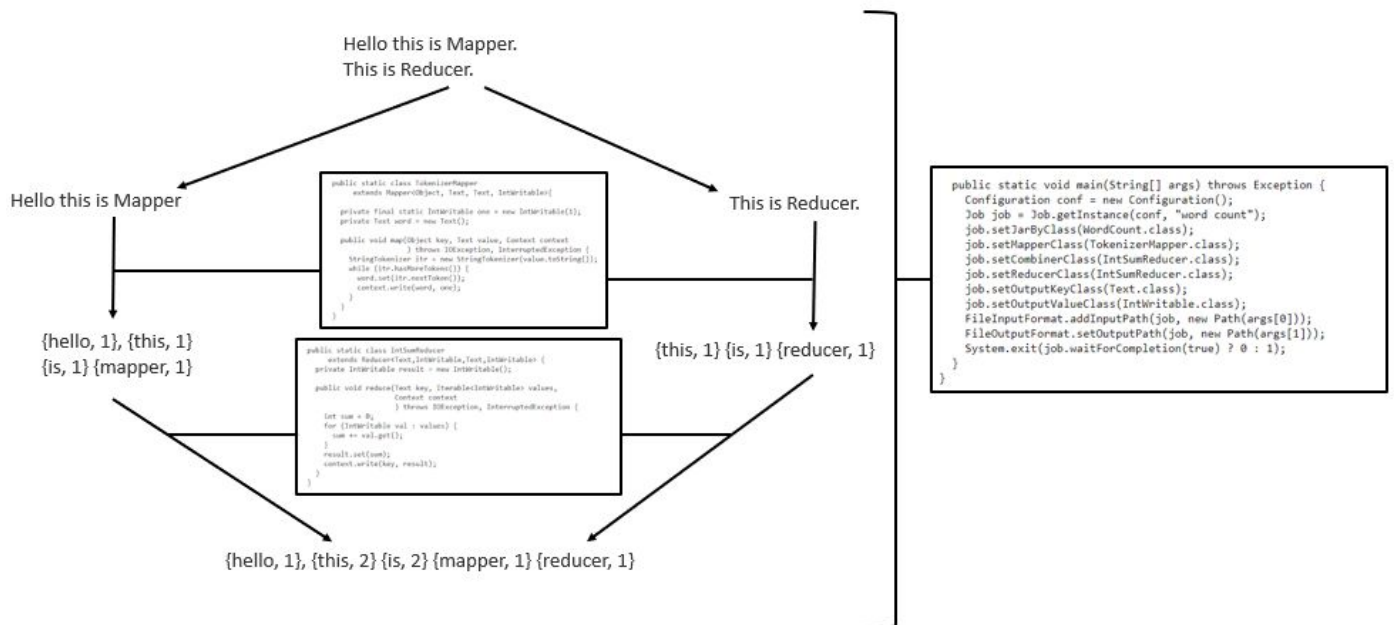 Hello this is Mapper.
This is Reducer.
Hello this is Mapper
public static class TokenizerMapper
extends Mapper<Object, Text, Text, IntWritable>{
private final static IntWritable one = new IntWritable(1);
private Text word = new Text();
public void map(Object key, Text value, Context context
) throws IOException, InterruptedException {
StringTokenizer itr = new StringTokenizer(value.toString());
while (itr.hasMoreTokens()) {
word.set(itr.nextToken());
context.write(word, one);
}
}
}
This is Reducer.
{hello, 1}, {this, 1}
{is, 1} {mapper, 1}
public static class IntSumReducer
extends Reducer<Text,IntWritable,Text,IntWritable> {
private IntWritable result = new IntWritable();
public void reduce(Text key, Iterable<IntWritable> values,
Context context
) throws IOException, InterruptedException {
int sum = 0;
for (IntWritable val : values) {
sum += val.get();
}
result.set(sum);
context.write(key, result);
}
}
{this, 1} {is, 1} {reducer, 1}
{hello, 1}, {this, 2} {is, 2} {mapper, 1} {reducer, 1}
public static void main(String[] args) throws Exception {
Configuration conf = new Configuration();
Job job = Job.getInstance(conf, "word count");
job.setJarByClass(WordCount.class);
job.setMapperClass(TokenizerMapper.class);
job.setCombinerClass(IntSumReducer.class);
job.setReducerClass(IntSumReducer.class);
job.setOutputKeyClass(Text.class);
job.setOutputValueClass(IntWritable.class);
FileInputFormat.addInputPath(job, new Path(args[0]));
FileOutputFormat.setOutputPath(job, new Path(args[1]));
System.exit(job.waitForCompletion(true) ? 0 : 1);
}
}